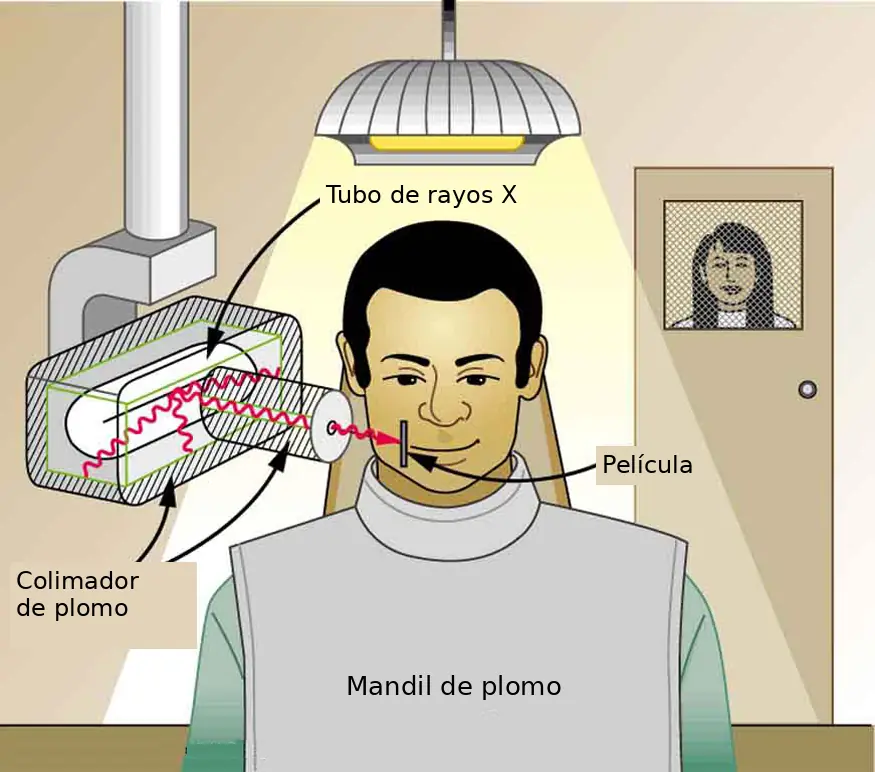 Tubo de rayos X
Película
Colimador
de plomo
Mandil de plomo